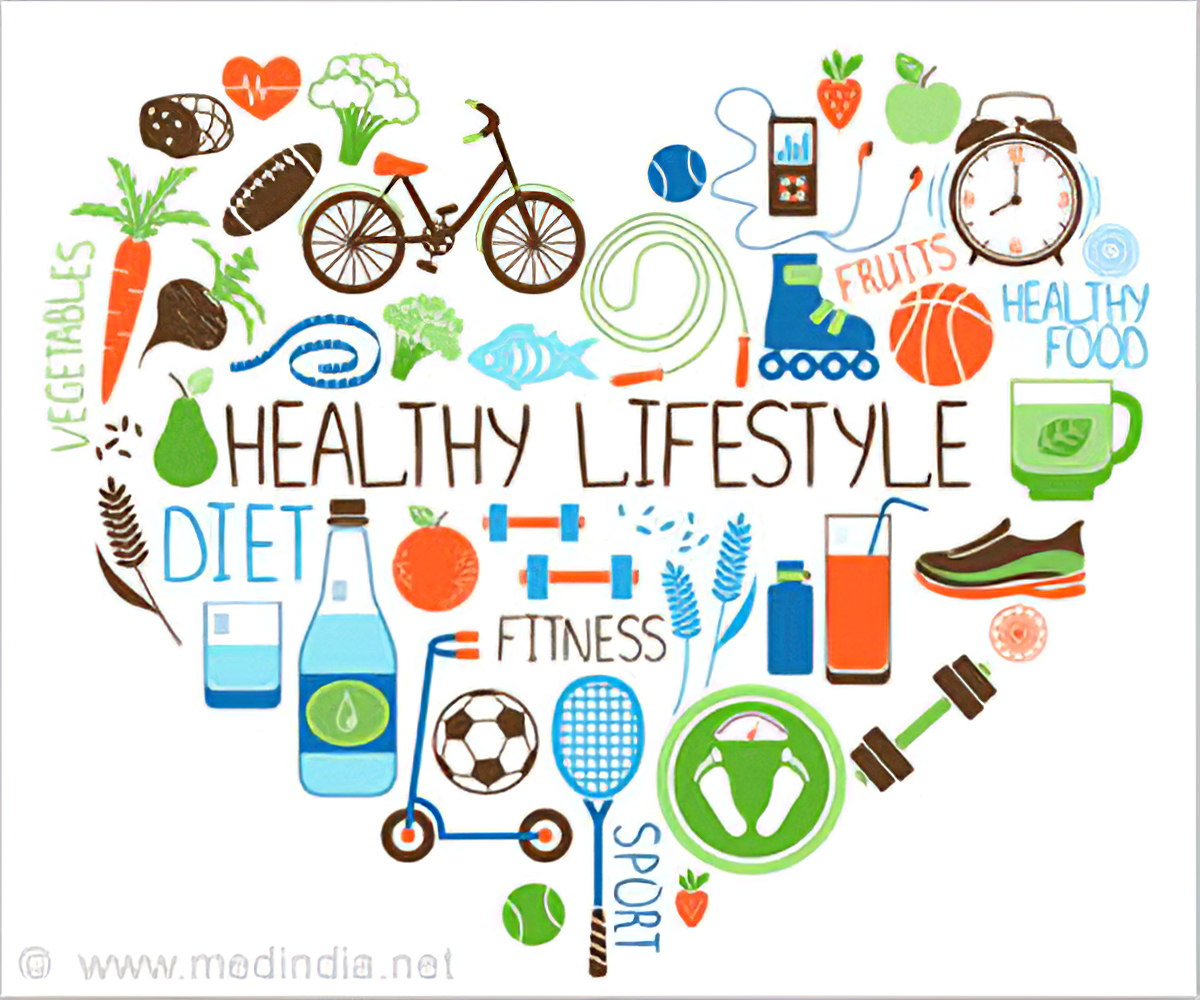 VEGETABLES
FRUITS
HEALTHY
FOOD
HEALTHY LIFESTYLE
DIET
FITNESS
SPORT
© www.medindia.net